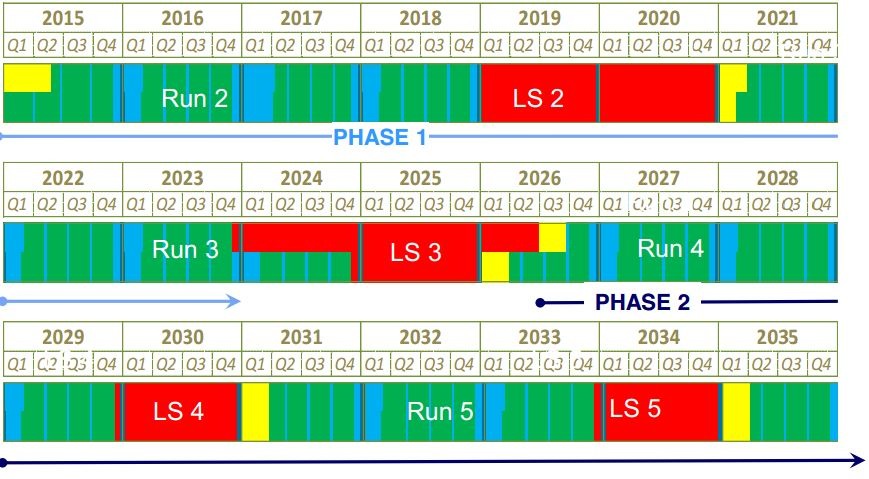 2015 2016 2017 2018 2019 2020 2021
Q1 Q2 Q3 Q4 Q1 Q2 Q3 Q4 Q1 Q2 Q3 Q4 Q1 Q2 Q3 Q4 Q1 Q2 Q3 Q4 Q1 Q2 Q3 Q4 Q1 Q2 Q3 Q4
Run 2 LS 2
PHASE 1
2022 2023 2024 2025 2026 2027 2028
Q1 Q2 Q3 Q4 Q1 Q2 Q3 Q4 Q1 Q2 Q3 Q4 Q1 Q2 Q3 Q4 Q1 Q2 Q3 Q4 Q1 Q2 Q3 Q4 Q1 Q2 Q3 Q4
Run 3 LS 3 Run 4
PHASE 2
2029 2030 2031 2032 2033 2034 2035
Q1 Q2 Q3 Q4 Q1 Q2 Q3 Q4 Q1 Q2 Q3 Q4 Q1 Q2 Q3 Q4 Q1 Q2 Q3 Q4 Q1 Q2 Q3 Q4 Q1 Q2 Q3 Q4
LS 4 Run 5 LS 5